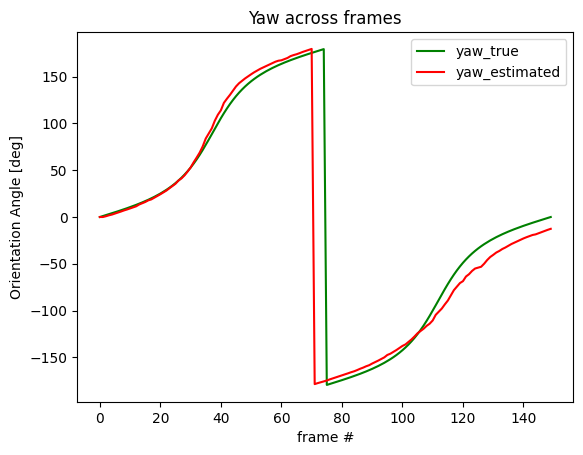 Yaw across frames
yaw_true
yaw_estimated
Orientation Angle [deg]
150
100
50
0
−50
−100
−150
0 20 40 60 80 100 120 140
frame #